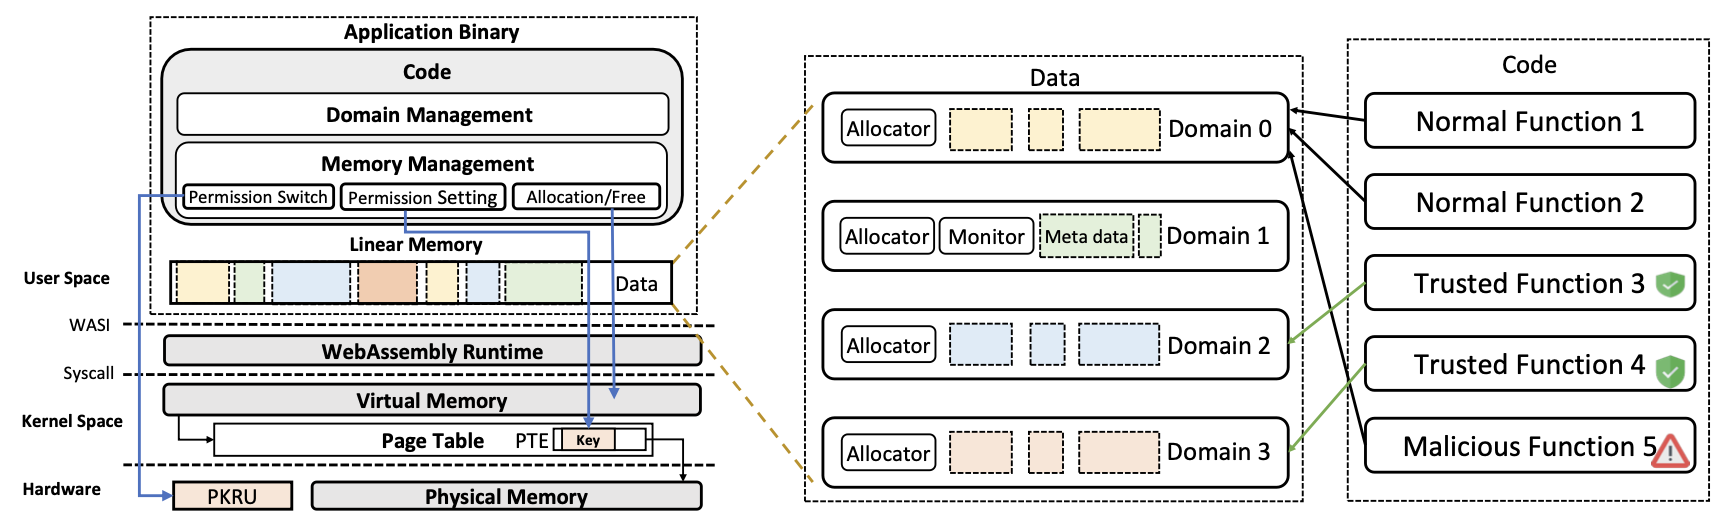 Application Binary
Code
Domain Management
Memory Management
Permission Switch
Permission Setting
Allocation/Free
Linear Memory
User Space
Data
WASI
WebAssembly Runtime
Syscall
Virtual Memory
Kernel Space
Page Table
PTE
Key
Hardware
PKRU
Physical Memory
Data
Allocator
Domain 0
Allocator
Monitor
Meta data
Domain 1
Allocator
Domain 2
Allocator
Domain 3
Code
Normal Function 1
Normal Function 2
Trusted Function 3
Trusted Function 4
Malicious Function 5